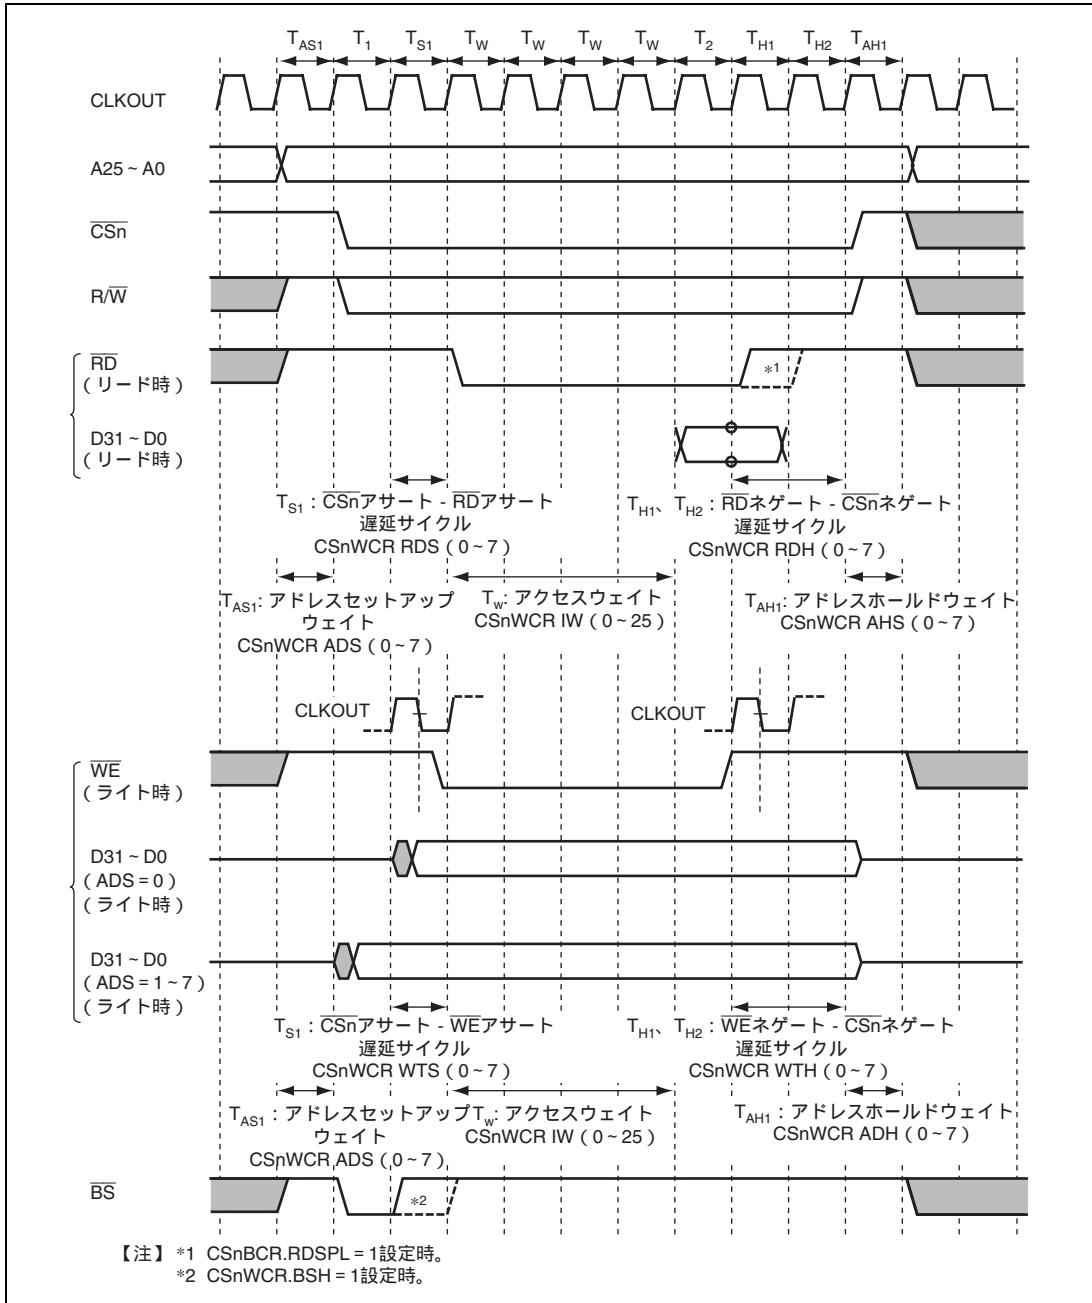 TAS1 T1 TS1 TW TW TW TW T2 TH1 TH2 TAH1
CLKOUT
A25~A0
CSn
R/W
RD
(リード時)
*1
D31~D0
(リード時)
TS1:CSnアサート - RDアサート
遅延サイクル
CSnWCR RDS(0~7)
TH1、TH2:RDネゲート - CSnネゲート
遅延サイクル
CSnWCR RDH(0~7)
TAS1: アドレスセットアップ
ウェイト
CSnWCR ADS(0~7)
Tw: アクセスウェイト
CSnWCR IW(0~25)
TAH1: アドレスホールドウェイト
CSnWCR AHS(0~7)
CLKOUT
CLKOUT
WE
(ライト時)
D31~D0
(ADS=0)
(ライト時)
D31~D0
(ADS=1~7)
(ライト時)
TS1:CSnアサート - WEアサート
遅延サイクル
CSnWCR WTS(0~7)
TH1、TH2:WEネゲート - CSnネゲート
遅延サイクル
CSnWCR WTH(0~7)
TAS1:アドレスセットアップ
ウェイト
CSnWCR ADS(0~7)
Tw: アクセスウェイト
CSnWCR IW(0~25)
TAH1:アドレスホールドウェイト
CSnWCR ADH(0~7)
BS
*2
【注】 *1 CSnBCR.RDSPL=1設定時。
*2 CSnWCR.BSH=1設定時。